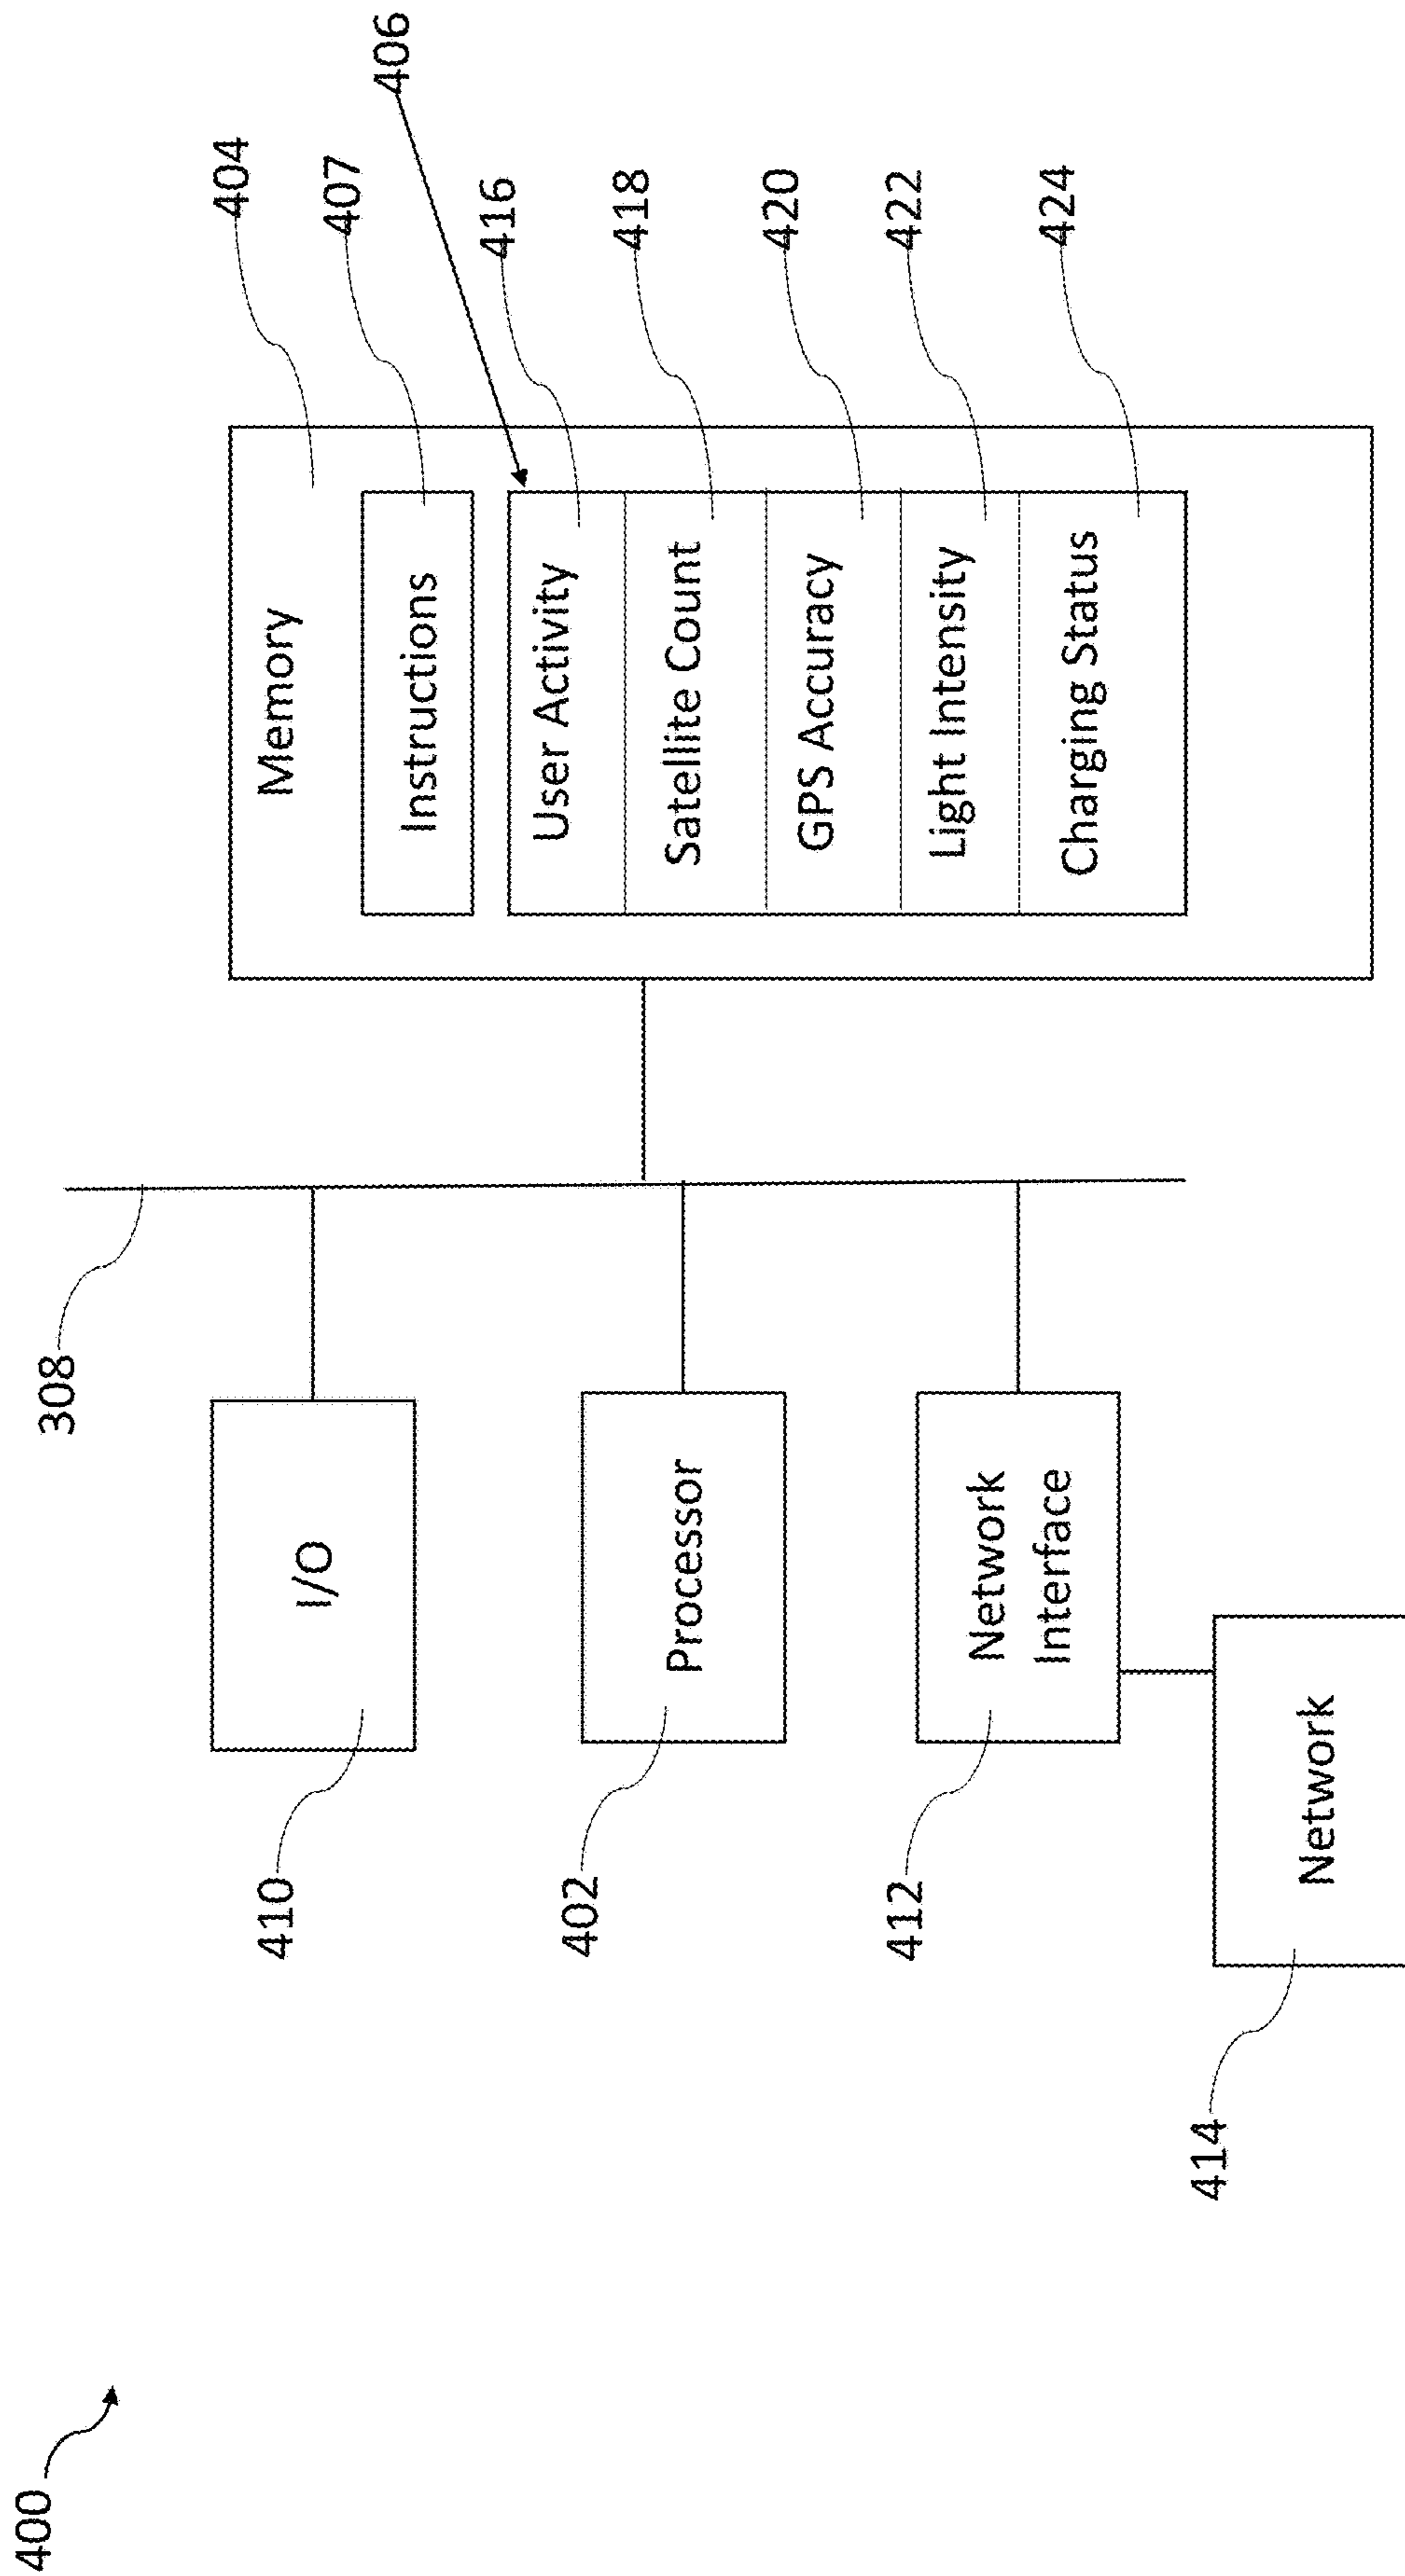 400
308
410
I/O
402
Processor
412
Network
Interface
414
Network
Memory
404
Instructions
407
406
User Activity
416
Satellite Count
418
GPS Accuracy
420
Light Intensity
422
Charging Status
424